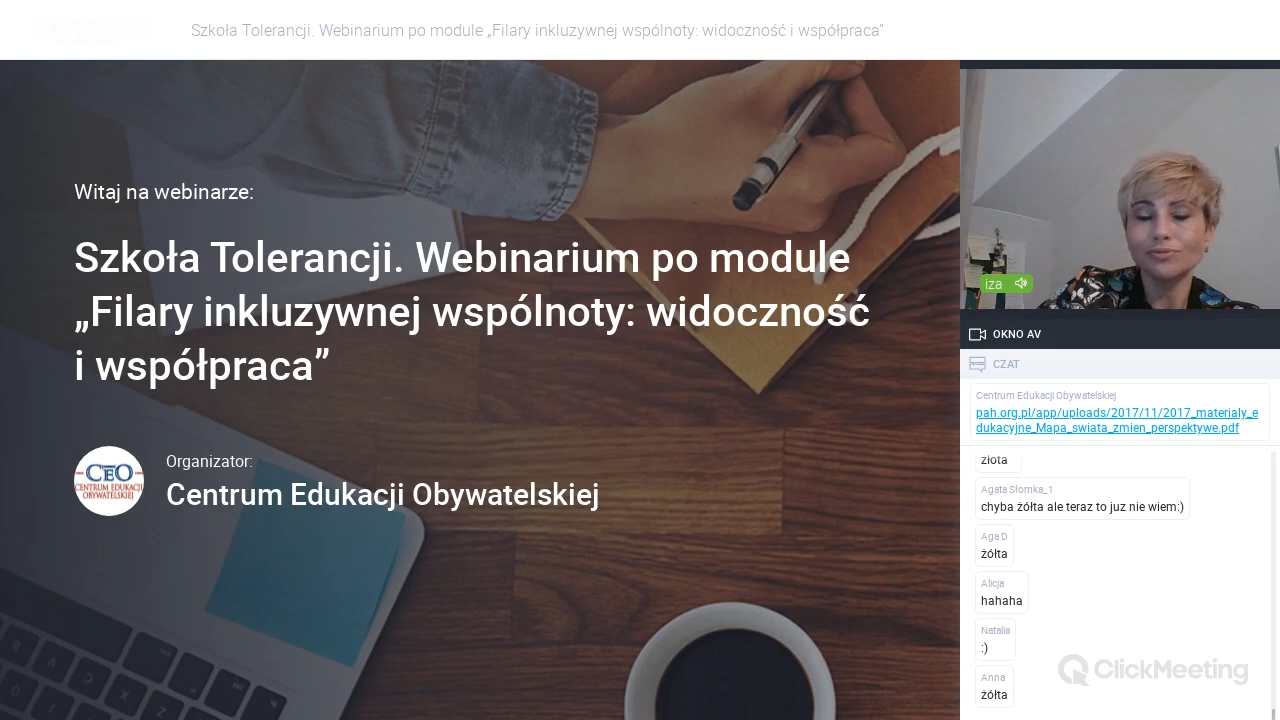 Szkoła Tolerancji. Webinarium po module „Filary inkluzywnej wspólnoty: widoczność i współpraca”
Witaj na webinarze:
Szkoła Tolerancji. Webinarium po module
„Filary inkluzywnej wspólnoty: widoczność
i współpraca”
CEO
CENTRUM EDUKACJI
OBYWATELSKIEJ
Organizator:
Centrum Edukacji Obywatelskiej
iza
OKNO AV
CZAT
Centrum Edukacji Obywatelskiej
pah.org.pl/app/uploads/2017/11/2017_materialy_e
dukacyjne_Mapa_swiata_zmien_perspektywe.pdf
złota
Agata Słomka_1
chyba żółta ale teraz to juz nie wiem:)
Aga D
żółta
Alicja
hahaha
Natalia
:)
Anna
żółta
ClickMeeting